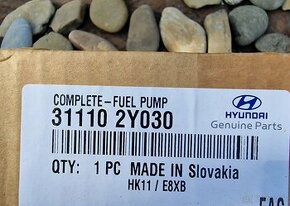 COMPLETE-FUEL PUMP
31110 2Y030
HYUNDAI
Genuine Parts
QTY: 1 PC MADE IN Slovakia
HK11 / E8XB